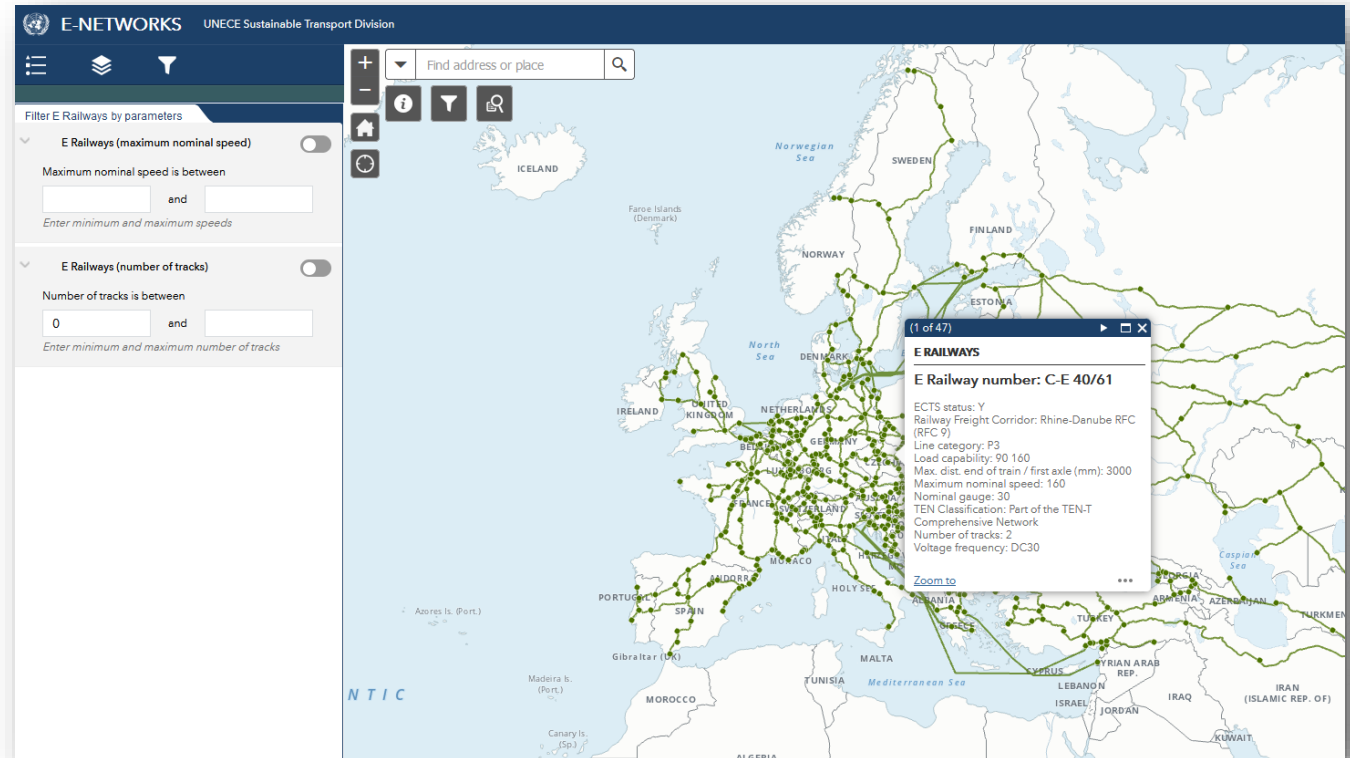 E-NETWORKS UNECE Sustainable Transport Division
Find address or place
Filter E Railways by parameters
E Railways (maximum nominal speed)
Maximum nominal speed is between
and
Enter minimum and maximum speeds
E Railways (number of tracks)
Number of tracks is between
0 and
Enter minimum and maximum number of tracks
ICELAND
Norwegian
Sea
SWEDEN
Faroe Islands
(Denmark)
FINLAND
NORWAY
ESTONIA
North
Sea
DENMARK
IRELAND
UNITED
KINGDOM
NETHERLANDS
GERMANY
FRANCE
SWITZERLAND
MONACO
ANDORRA
HOLY SEE
PORTUGAL
SPAIN
Azores Is. (Port.)
Gibraltar (UK)
Madeira Is.
(Port.)
NTIC
Canary Is.
(Sp.)
MOROCCO
ALGERIA
TUNISIA
MALTA
Mediterranean Sea
(1 of 47)
E RAILWAYS
E Railway number: C-E 40/61
ECTS status: Y
Railway Freight Corridor: Rhine-Danube RFC
(RFC 9)
Line category: P3
Load capability: 90 160
Max. dist. end of train / first axle (mm): 3000
Maximum nominal speed: 160
Nominal gauge: 30
TEN Classification: Part of the TEN-T
Comprehensive Network
Number of tracks: 2
Voltage frequency: DC30
Zoom to
ALBANIA
GREECE
TURKEY
Caspian
Sea
GEORGIA
ARMENIA
AZERBAIJAN
TURKMEN
CYPRUS
SYRIAN ARAB
REP.
LEBANON
ISRAEL
JORDAN
IRAQ
IRAN
(ISLAMIC REP. OF)
KUWAIT